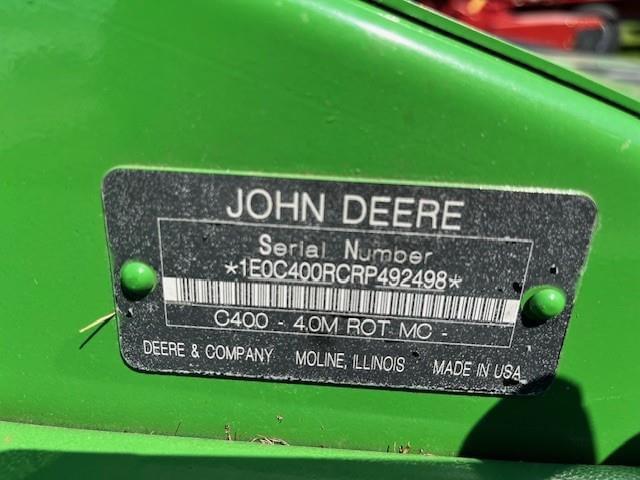 JOHN DEERE
Serial Number
*1E0C400RCRP492498*
C400 - 4.0M ROT MC -
DEERE & COMPANY MOLINE, ILLINOIS MADE IN USA